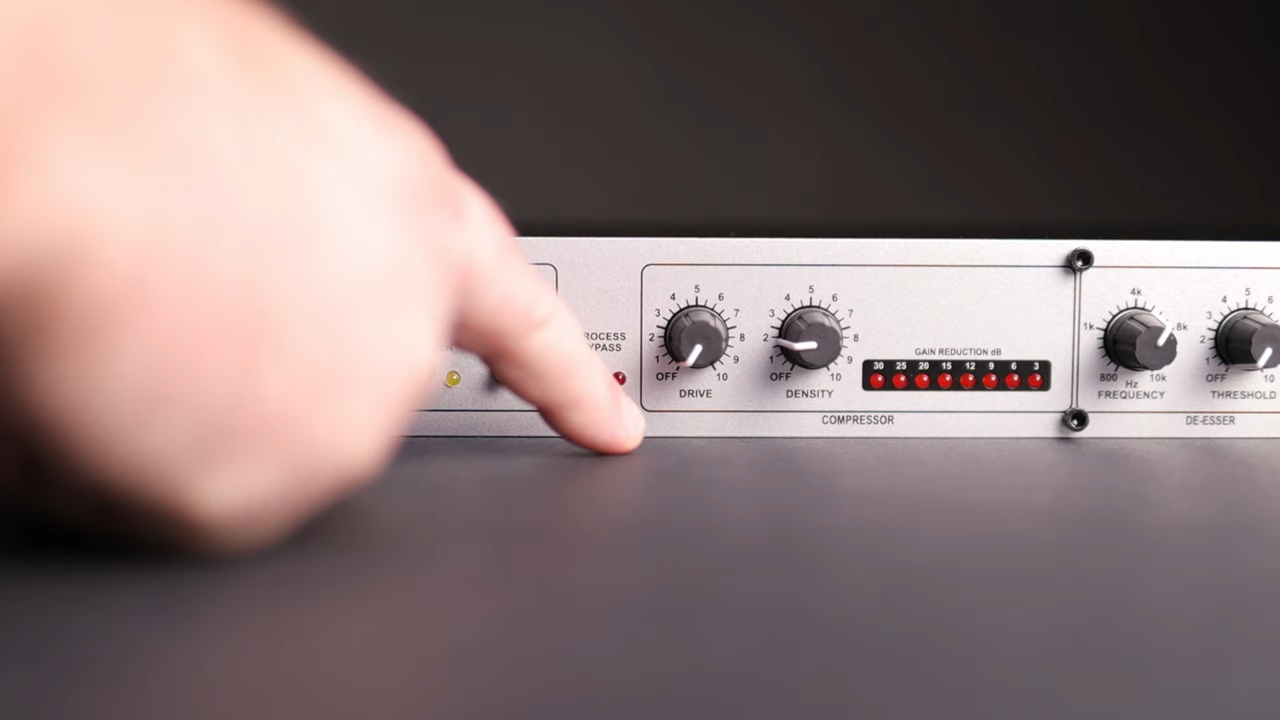 ROCESS
YPASS
OFF 1 2 3 4 5 6 7 8 9 10
DRIVE
OFF 1 2 3 4 5 6 7 8 9 10
DENSITY
GAIN REDUCTION dB
30 25 20 15 12 9 6 3
COMPRESSOR
800 1k 4k 8k 10k
Hz
FREQUENCY
OFF 1 2 3 4 5 6 10
THRESHOLD
DE-ESSER